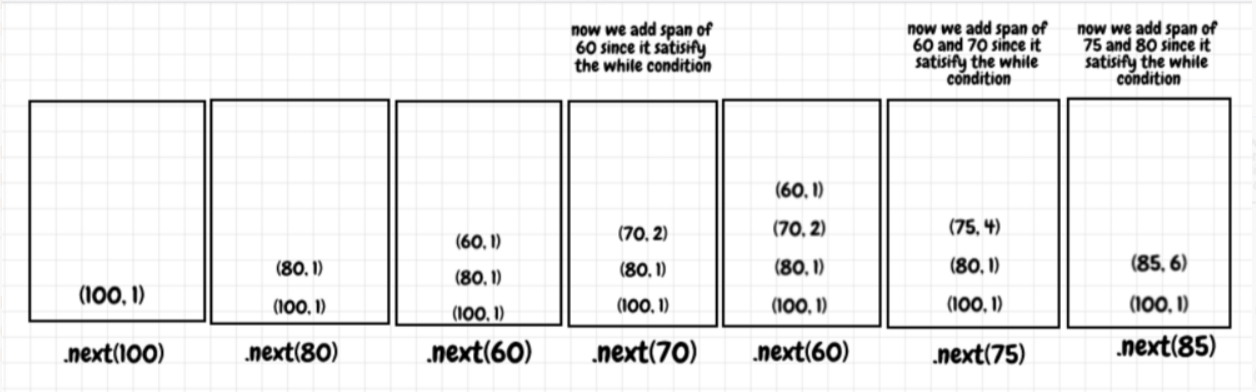 now we add span of
60 since it satisify
the while condition
now we add span of
60 and 70 since it
satisify the while
condition
now we add span of
75 and 80 since it
satisify the while
condition
(100, 1)
.next(100)
(80, 1)
(100, 1)
.next(80)
(60, 1)
(80, 1)
(100, 1)
.next(60)
(70, 2)
(80, 1)
(100, 1)
.next(70)
(60, 1)
(70, 2)
(80, 1)
(100, 1)
.next(60)
(75, 4)
(80, 1)
(100, 1)
.next(75)
(85, 6)
(100, 1)
.next(85)